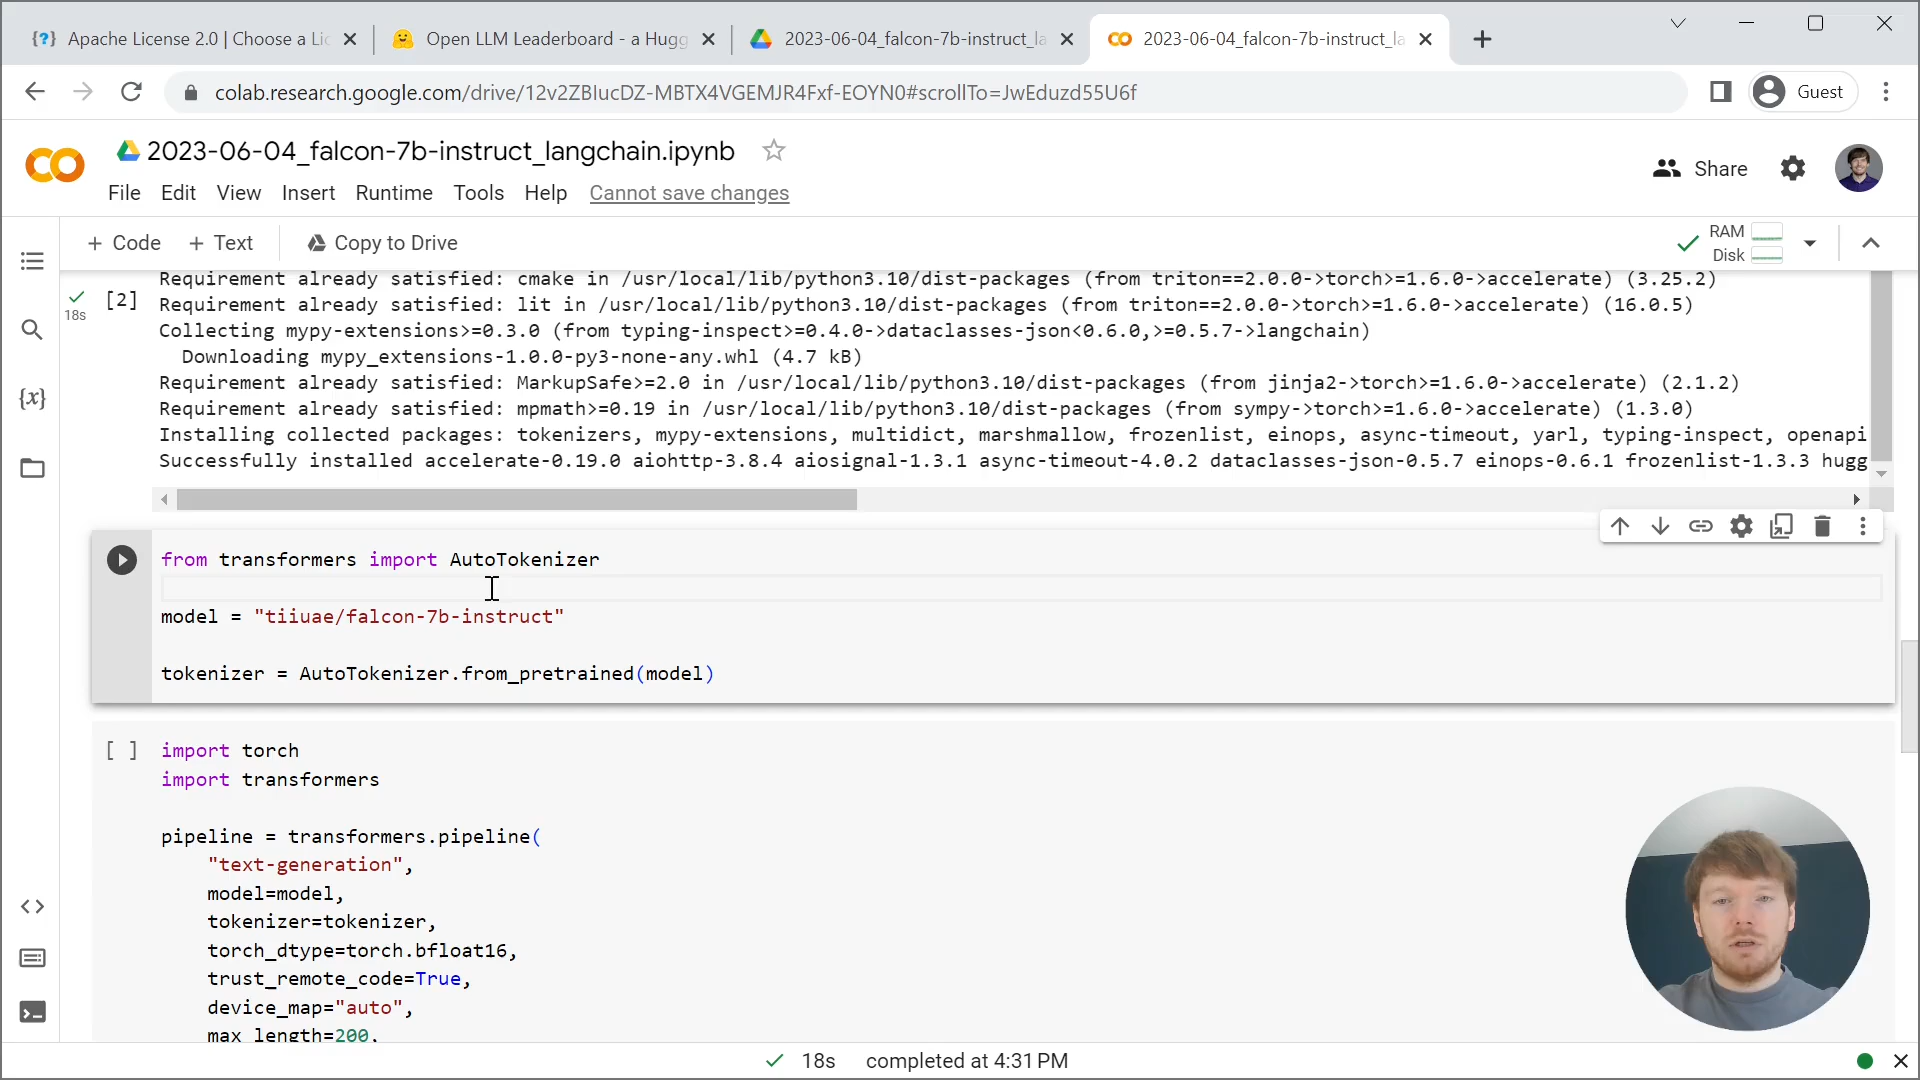 Apache License 2.0 | Choose a Lic
Open LLM Leaderboard - a Hugg
2023-06-04_falcon-7b-instruct_la
2023-06-04_falcon-7b-instruct_la
colab.research.google.com/drive/12v2ZBIucDZ-MBTX4VGEMJR4Fxf-EOYN0#scrollTo=JwEduzd55U6f
Guest
2023-06-04_falcon-7b-instruct_langchain.ipynb
File Edit View Insert Runtime Tools Help Cannot save changes
Share
+ Code + Text Copy to Drive
RAM
Disk
Requirement already satisfied: cmake in /usr/local/lib/python3.10/dist-packages (from triton==2.0.0->torch>=1.6.0->accelerate) (3.25.2)
18s
[2]
Requirement already satisfied: lit in /usr/local/lib/python3.10/dist-packages (from triton==2.0.0->torch>=1.6.0->accelerate) (16.0.5)
Collecting mypy-extensions>=0.3.0 (from typing-inspect>=0.4.0->dataclasses-json<0.6.0,>=0.5.7->langchain)
Downloading mypy_extensions-1.0.0-py3-none-any.whl (4.7 kB)
Requirement already satisfied: MarkupSafe>=2.0 in /usr/local/lib/python3.10/dist-packages (from jinja2->torch>=1.6.0->accelerate) (2.1.2)
Requirement already satisfied: mpmath>=0.19 in /usr/local/lib/python3.10/dist-packages (from sympy->torch>=1.6.0->accelerate) (1.3.0)
Installing collected packages: tokenizers, mypy-extensions, multidict, marshmallow, frozenlist, einops, async-timeout, yarl, typing-inspect, openapi
Successfully installed accelerate-0.19.0 aiohttp-3.8.4 aiosignal-1.3.1 async-timeout-4.0.2 dataclasses-json-0.5.7 einops-0.6.1 frozenlist-1.3.3 hugg
from transformers import AutoTokenizer
model = "tiiuae/falcon-7b-instruct"
tokenizer = AutoTokenizer.from_pretrained(model)
[ ]
import torch
import transformers
pipeline = transformers.pipeline(
"text-generation",
model=model,
tokenizer=tokenizer,
torch_dtype=torch.bfloat16,
trust_remote_code=True,
device_map="auto",
max_length=200,
18s completed at 4:31 PM